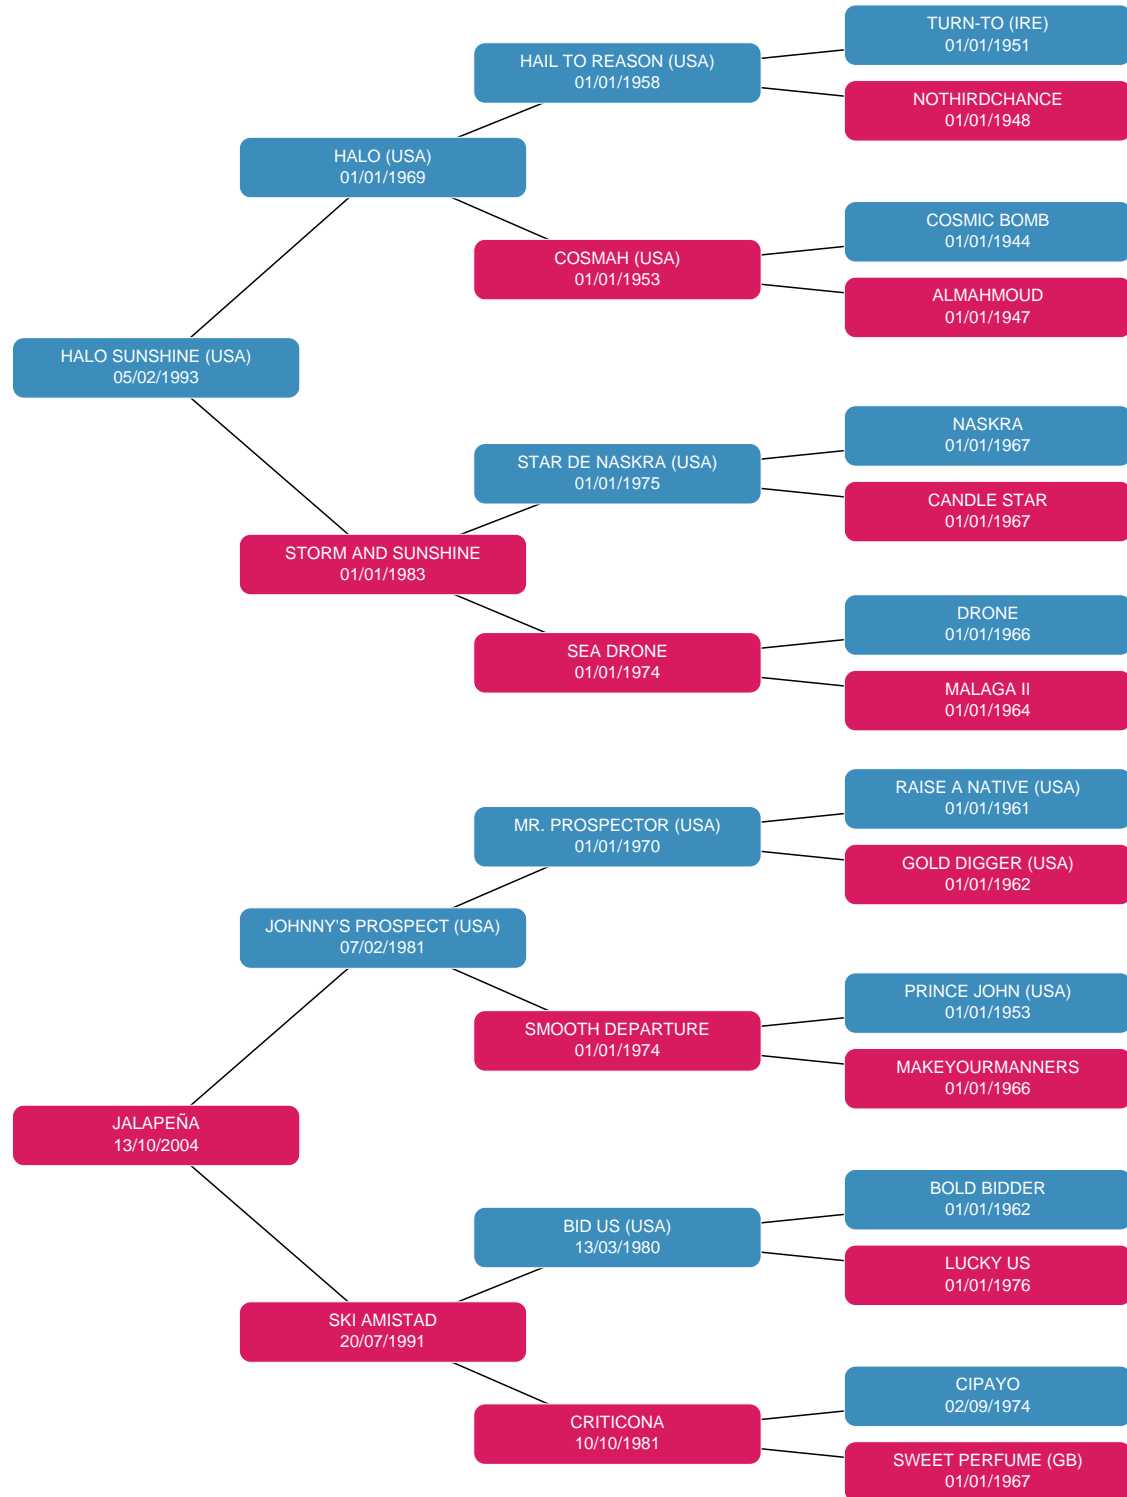 TURN-TO (IRE)
01/01/1951
HAIL TO REASON (USA)
01/01/1958
NOTHIRDCHANCE
01/01/1948
HALO (USA)
01/01/1969
COSMIC BOMB
01/01/1944
COSMAH (USA)
01/01/1953
ALMAHMOUD
01/01/1947
HALO SUNSHINE (USA)
05/02/1993
NASKRA
01/01/1967
STAR DE NASKRA (USA)
01/01/1975
CANDLE STAR
01/01/1967
STORM AND SUNSHINE
01/01/1983
DRONE
01/01/1966
SEA DRONE
01/01/1974
MALAGA II
01/01/1964
RAISE A NATIVE (USA)
01/01/1961
MR. PROSPECTOR (USA)
01/01/1970
GOLD DIGGER (USA)
01/01/1962
JOHNNY'S PROSPECT (USA)
07/02/1981
PRINCE JOHN (USA)
01/01/1953
SMOOTH DEPARTURE
01/01/1974
MAKEYOURMANNERS
01/01/1966
JALAPEÑA
13/10/2004
BOLD BIDDER
01/01/1962
BID US (USA)
13/03/1980
LUCKY US
01/01/1976
SKI AMISTAD
20/07/1991
CIPAYO
02/09/1974
CRITICONA
10/10/1981
SWEET PERFUME (GB)
01/01/1967